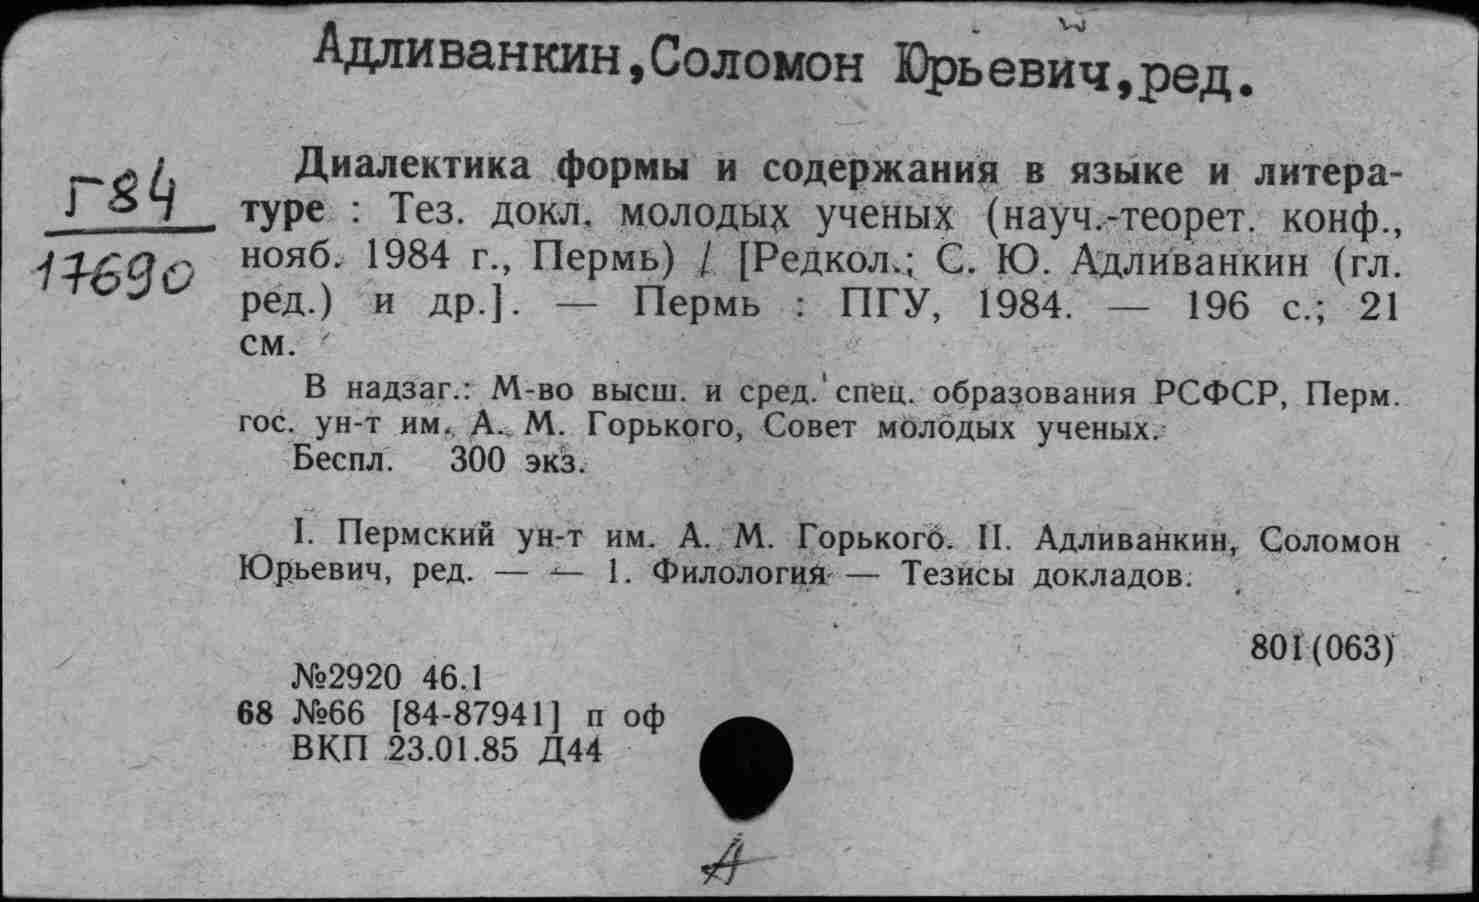 Адливанкин,Соломон Юрьевич,ред.
Г84
17690
Диалектика формы и содержания в языке и литера-
туре : Тез. докл. молодых ученых (науч.-теорет. конф.,
нояб. 1984 г., Пермь) / [Редкол.; С. Ю. Адливанкин (гл.
ред.) и др.]. — Пермь : ПГУ, 1984. — 196 с.; 21
см.
В надзаг.: М-во высш. и сред. спец. образования РСФСР, Перм.
гос. ун-т им. А. М. Горького, Совет молодых ученых.
Беспл. 300 экз.
I. Пермский ун-т им. А. М. Горького. II. Адливанкин, Соломон
Юрьевич, ред. — — 1. Филология — Тезисы докладов.
801(063)
№2920 46.1
68 №66 [84-87941] п оф
ВКП 23.01.85 Д44
А